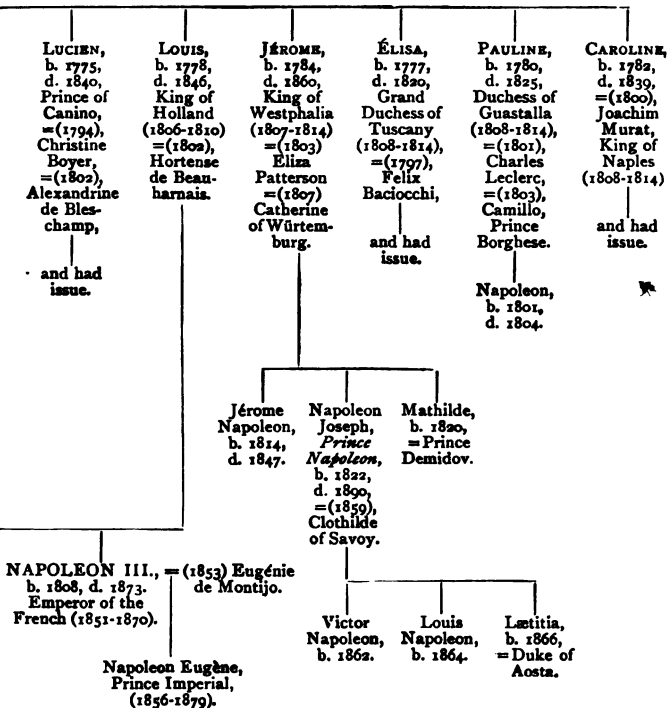 LUCIEN,
b. 1775,
d. 1840,
Prince of
Canino,
=(1794),
Christine
Boyer,
=(1802),
Alexandrine
de Bles-
champ,
and had
issue.
LOUIS,
b. 1778,
d. 1846,
King of
Holland
(1806-1810)
=(1802),
Hortense
de Beau-
harnais.
JÉROME,
b. 1784,
d. 1860,
King of
Westphalia
(1807-1814)
=(1803)
Eliza
Patterson
=(1807)
Catherine
of Würtem-
burg.
ÉLISA,
b. 1777,
d. 1820,
Grand
Duchess of
Tuscany
(1808-1814),
=(1797),
Felix
Baciocchi,
and had
issue.
PAULINE,
b. 1780,
d. 1825,
Duchess of
Guastalla
(1808-1814),
=(1801),
Charles
Leclerc,
=(1803),
Camillo,
Prince
Borghese.
Napoleon,
b. 1801,
d. 1804.
CAROLINE,
b. 1782,
d. 1839,
=(1800),
Joachim
Murat,
King of
Naples
(1808-1814)
and had
issue.
Jérome
Napoleon,
b. 1814,
d. 1847.
Napoleon
Joseph,
Prince
Napoleon,
b. 1822,
d. 1890,
=(1859),
Clothilde
of Savoy.
Mathilde,
b. 1820,
=Prince
Demidov.
NAPOLEON III., =(1853) Eugénie
b. 1808, d. 1873. de Montijo.
Emperor of the
French (1851-1870).
Napoleon Eugène,
Prince Imperial,
(1856-1879).
Victor
Napoleon,
b. 1862.
Louis
Napoleon,
b. 1864.
Lætitia,
b. 1866,
=Duke of
Aosta.